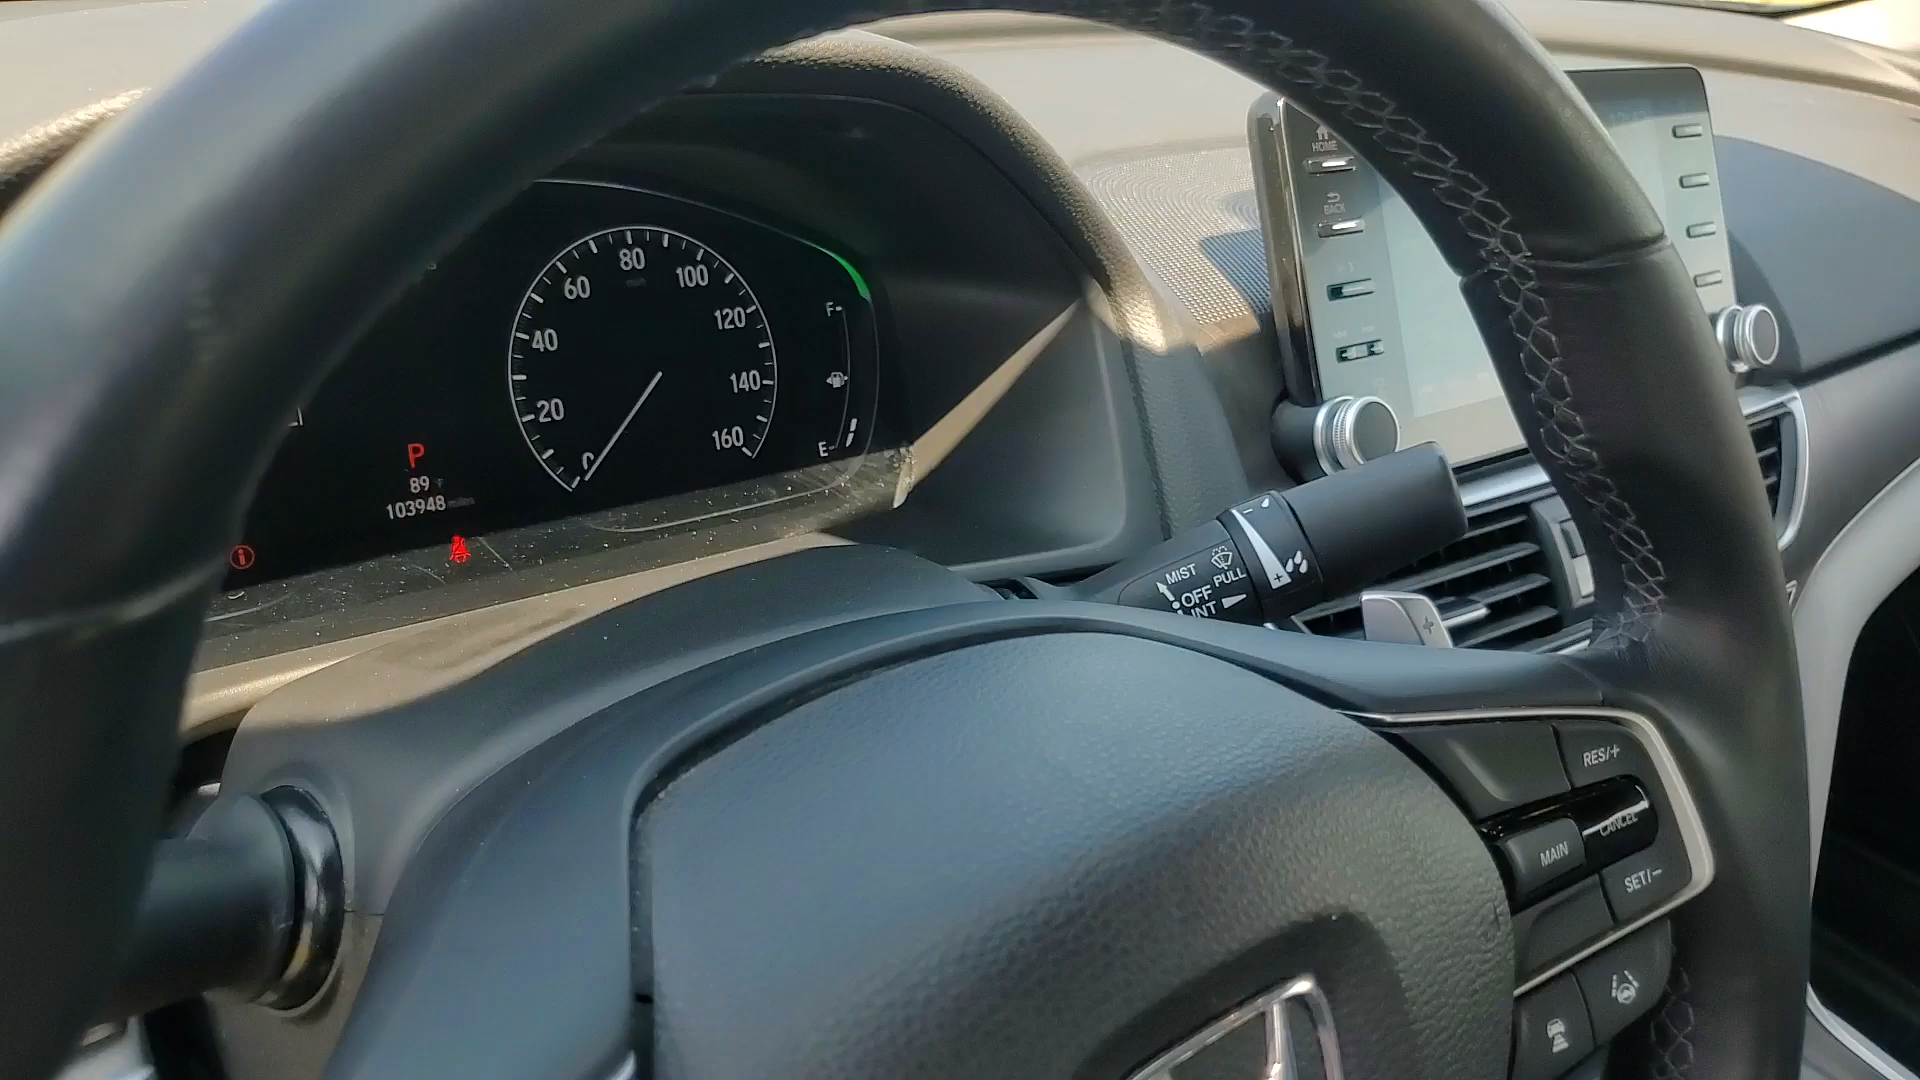 HOME
BACK
80
60
100
40
120
20
140
0
160
F
E
P
89 °F
103948 miles
MIST
PULL
OFF
INT
- 
+
+
RES/+
CANCEL
MAIN
SET/-